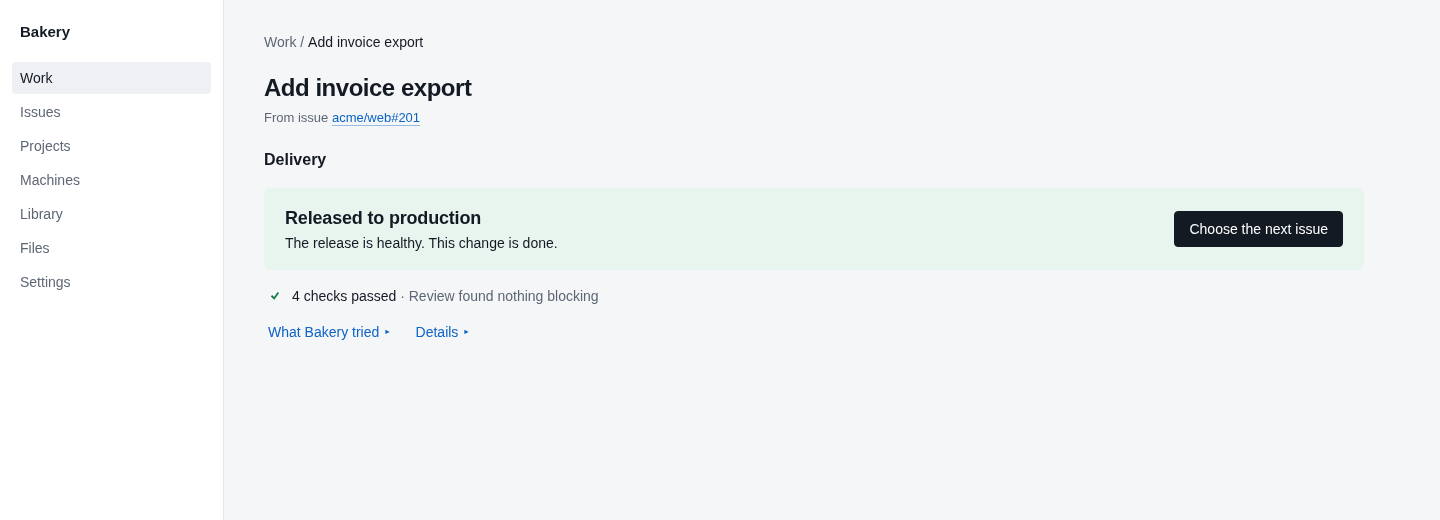 Bakery
Work
Issues
Projects
Machines
Library
Files
Settings
Work / Add invoice export
Add invoice export
From issue acme/web#201
Delivery
Released to production
The release is healthy. This change is done.
Choose the next issue
4 checks passed · Review found nothing blocking
What Bakery tried ▸ Details ▸